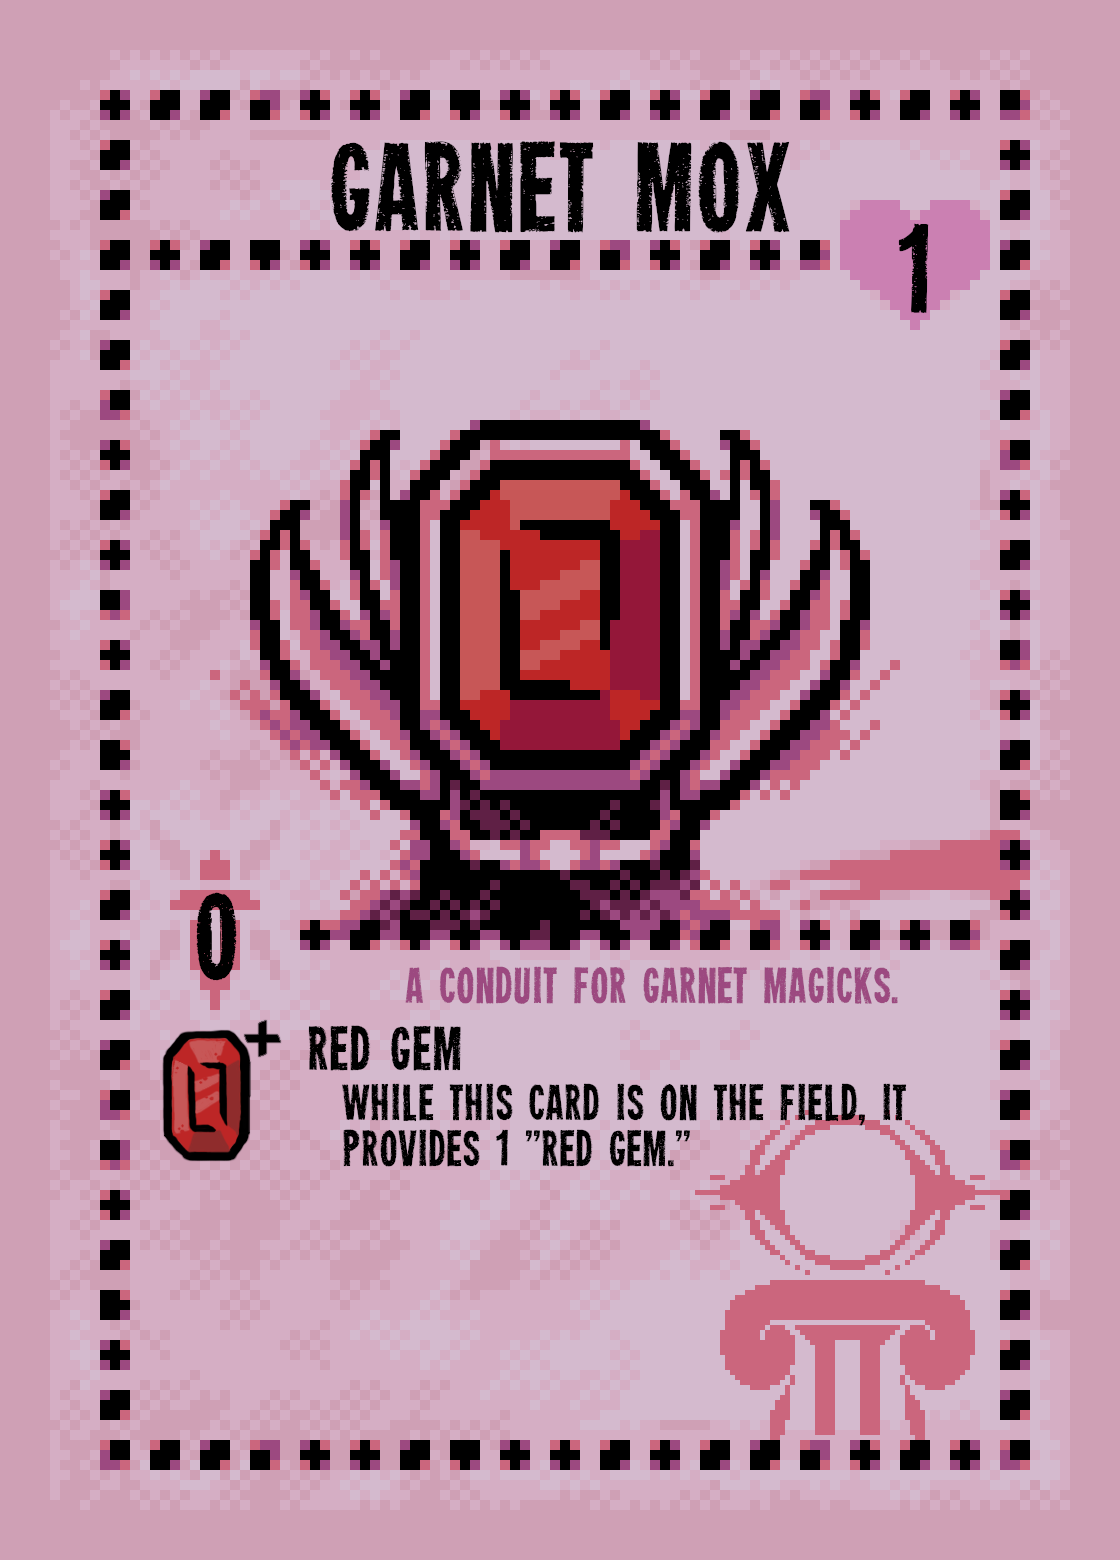 GARNET MOX
1
0
A CONDUIT FOR GARNET MAGICKS.
+
RED GEM
WHILE THIS CARD IS ON THE FIELD, IT
PROVIDES 1 "RED GEM."